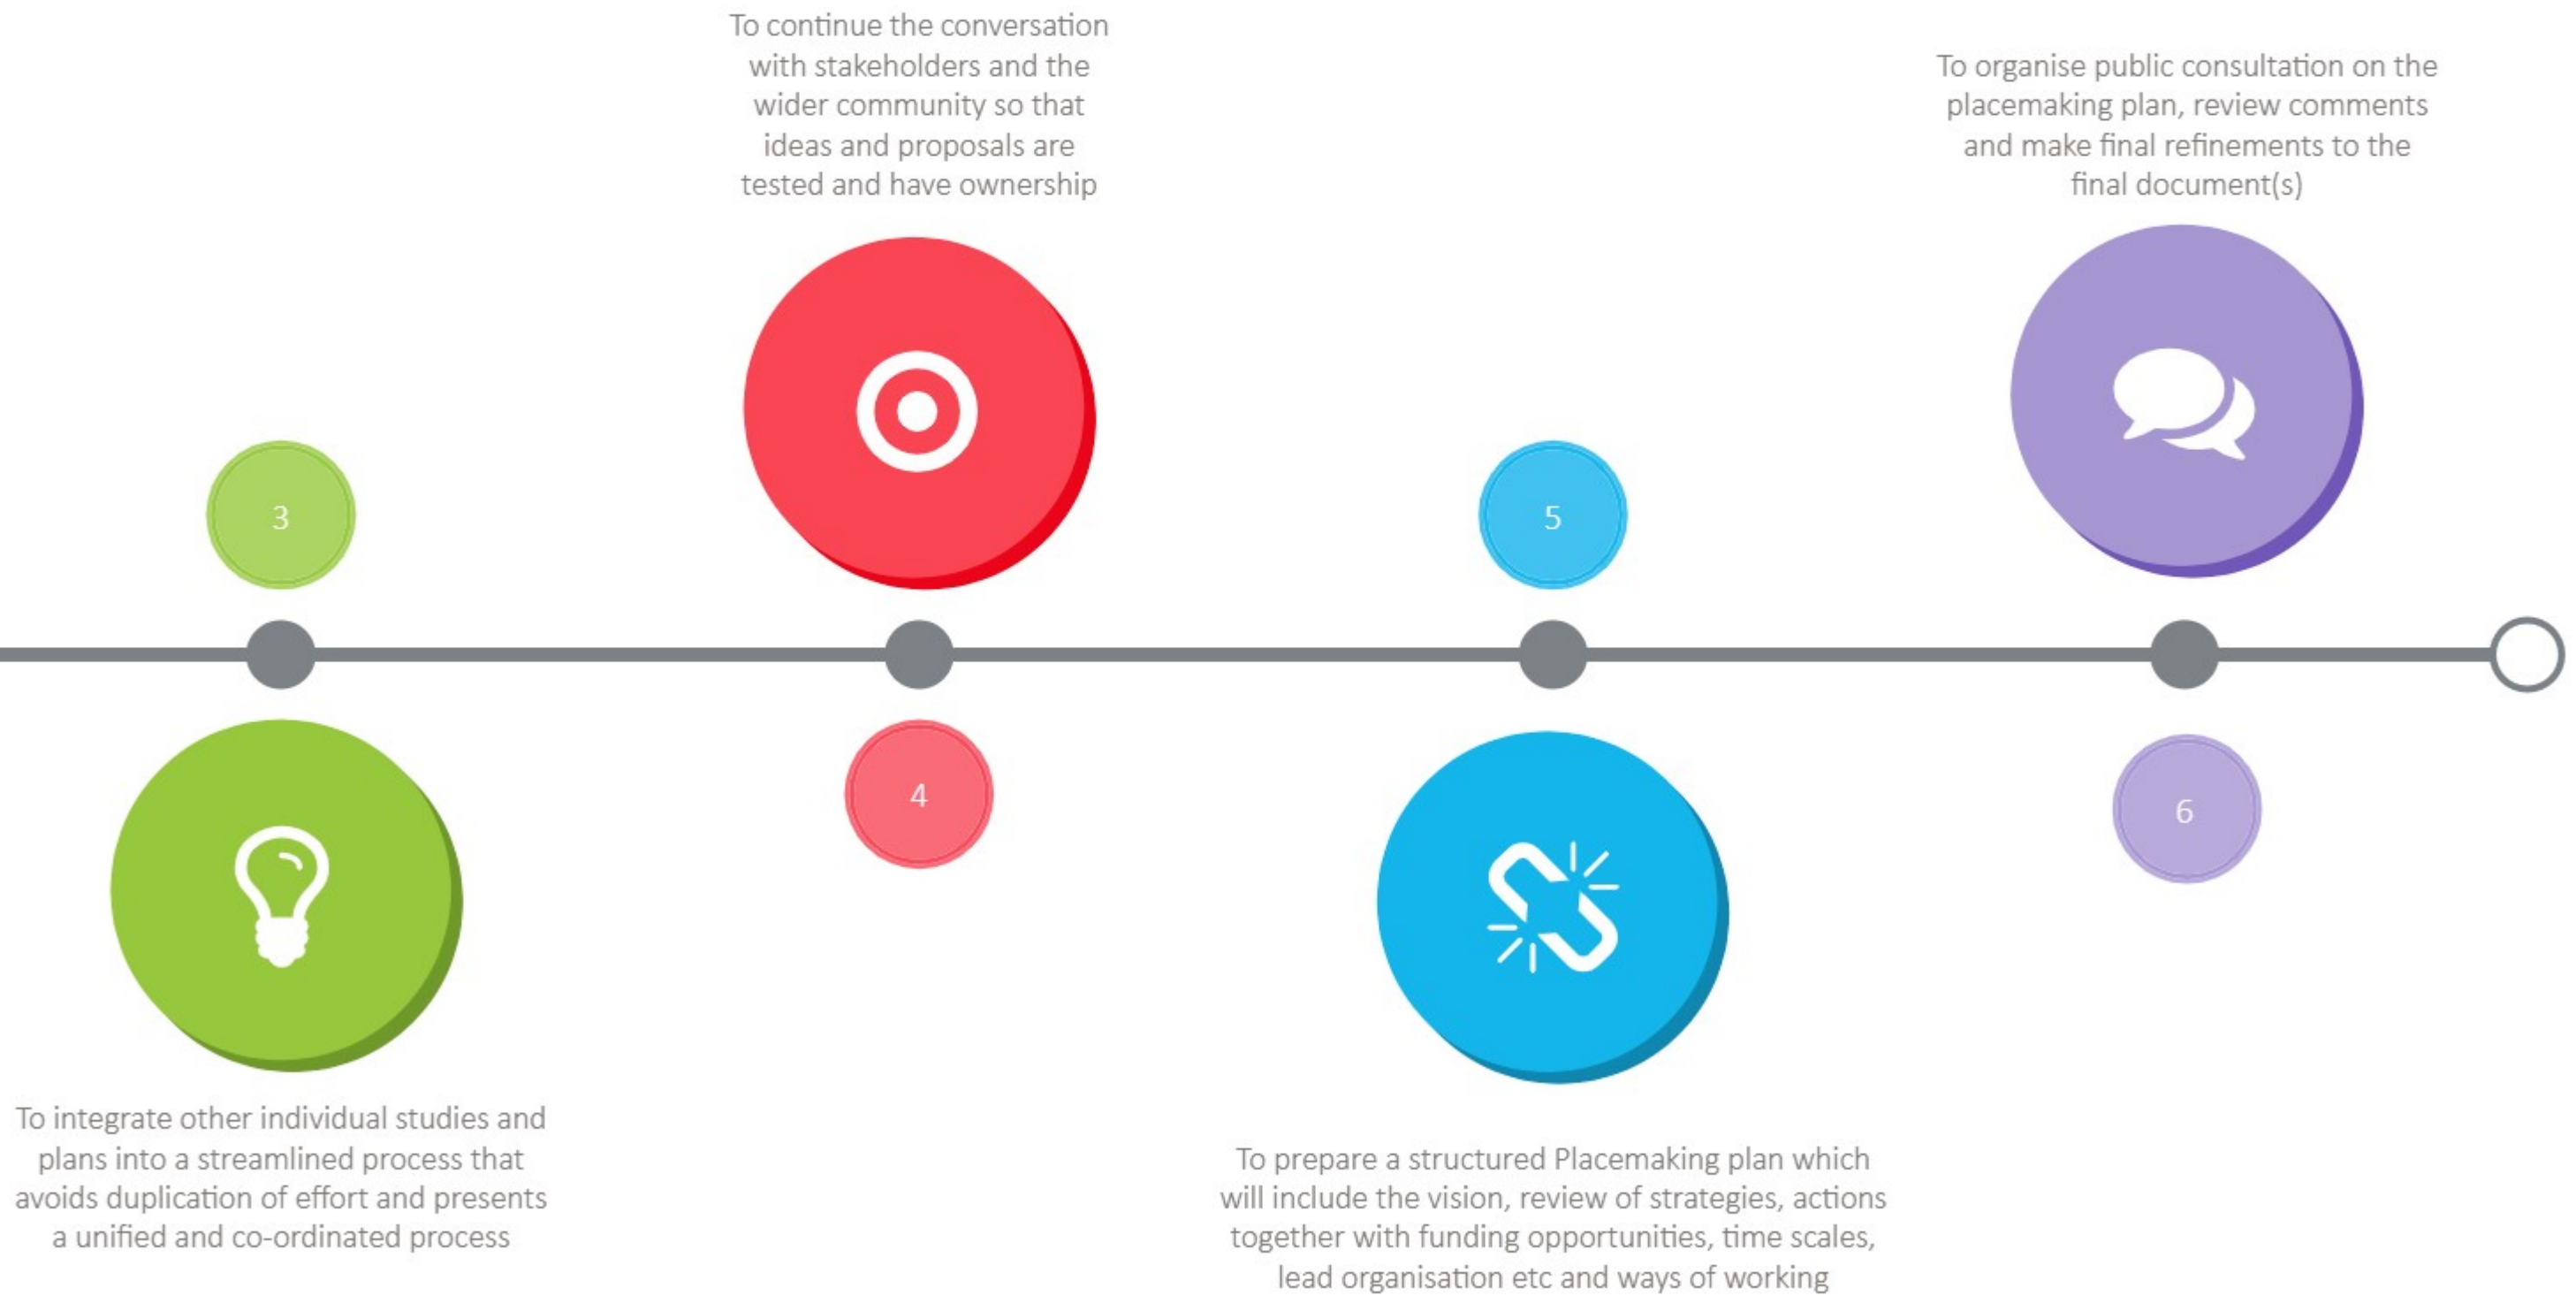 3
To integrate other individual studies and
plans into a streamlined process that
avoids duplication of effort and presents
a unified and co-ordinated process
To continue the conversation
with stakeholders and the
wider community so that
ideas and proposals are
tested and have ownership
4
5
To prepare a structured Placemaking plan which
will include the vision, review of strategies, actions
together with funding opportunities, time scales,
lead organisation etc and ways of working
To organise public consultation on the
placemaking plan, review comments
and make final refinements to the
final document(s)
6